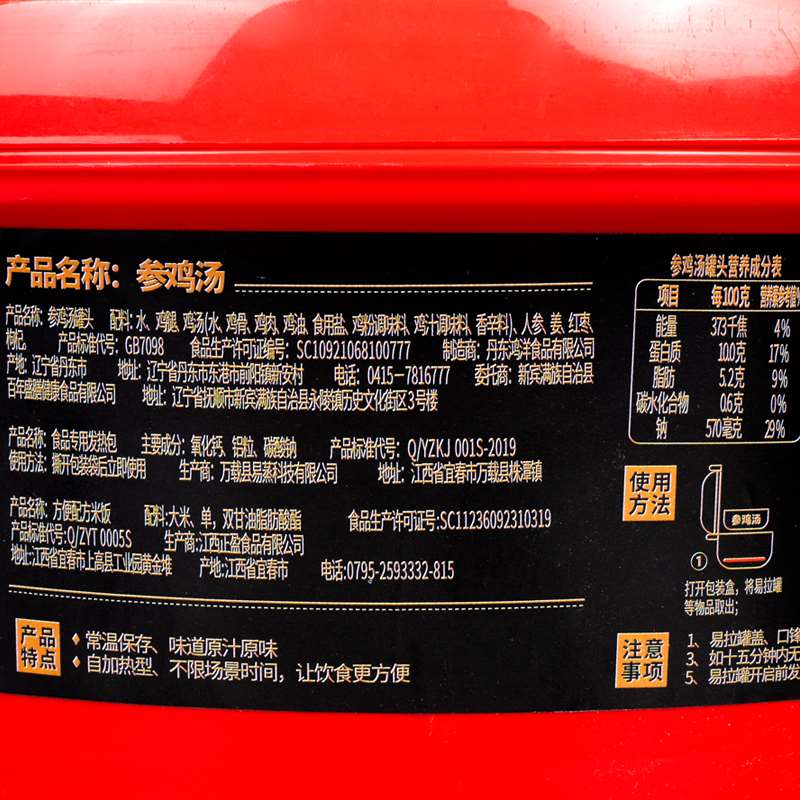 产品名称：参鸡汤
产品名称：参鸡汤罐头 配料：水、鸡腿、鸡汤(水、鸡骨、鸡肉、鸡油、食用盐、鸡粉调味料、鸡汁调味料、香辛料)、人参、姜、红枣、
枸杞 产品标准代号：GB7098 食品生产许可证编号：SC10921068100777 制造商：丹东鸿洋食品有限公司
产地：辽宁省丹东市 地址：辽宁省丹东市东港市前阳镇新安村 电话：0415-7816777 委托商：新宾满族自治县
百年盛膳健康食品有限公司 地址：辽宁省抚顺市新宾满族自治县永陵镇历史文化街区3号楼
产品名称：食品专用发热包 主要成分：氧化钙、铝粒、碳酸钠 产品标准代号：Q/YZKJ 001S-2019
使用方法：撕开包装袋后立即使用 生产商：万载县易蒸科技有限公司 地址：江西省宜春市万载县株潭镇
产品名称：方便配方米饭 配料：大米、单，双甘油脂肪酸酯 食品生产许可证号：SC11236092310319
产品标准代号：Q/ZYT 0005S 生产商：江西正盈食品有限公司
地址：江西省宜春市上高县工业园黄金堆 产地：江西省宜春市 电话：0795-2593332-815
产品
特点
常温保存、味道原汁原味
自加热型、不限场景时间，让饮食更方便
参鸡汤罐头营养成分表
项目 每100克 营养素参考值%
能量 373千焦 4%
蛋白质 10.0克 17%
脂肪 5.2克 9%
碳水化合物 0.6克 0%
钠 570毫克 29%
使用
方法
参鸡汤
①
打开包装盒，将易拉罐
等物品取出；
注意
事项
1、易拉罐盖、口锋
3、如十五分钟内无
5、易拉罐开启前发